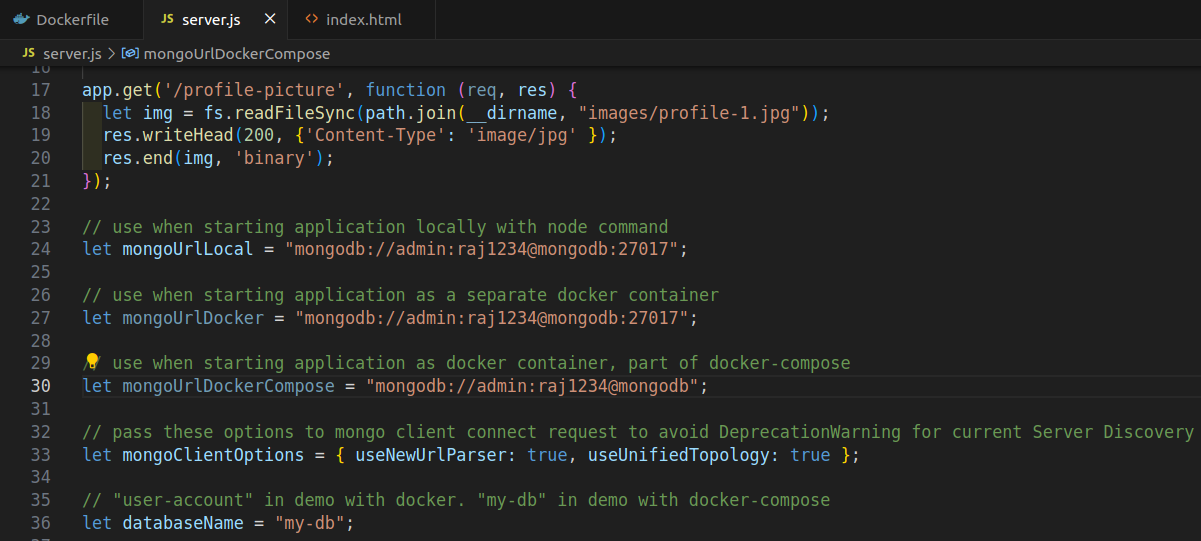 Dockerfile
JS server.js ×
<> index.html
JS server.js > mongoUrlDockerCompose
16
17 app.get('/profile-picture', function (req, res) {
18   let img = fs.readFileSync(path.join(__dirname, "images/profile-1.jpg"));
19   res.writeHead(200, {'Content-Type': 'image/jpg' });
20   res.end(img, 'binary');
21 });
22
23 // use when starting application locally with node command
24 let mongoUrlLocal = "mongodb://admin:raj1234@mongodb:27017";
25
26 // use when starting application as a separate docker container
27 let mongoUrlDocker = "mongodb://admin:raj1234@mongodb:27017";
28
29 // use when starting application as docker container, part of docker-compose
30 let mongoUrlDockerCompose = "mongodb://admin:raj1234@mongodb";
31
32 // pass these options to mongo client connect request to avoid DeprecationWarning for current Server Discovery
33 let mongoClientOptions = { useNewUrlParser: true, useUnifiedTopology: true };
34
35 // "user-account" in demo with docker. "my-db" in demo with docker-compose
36 let databaseName = "my-db";
37